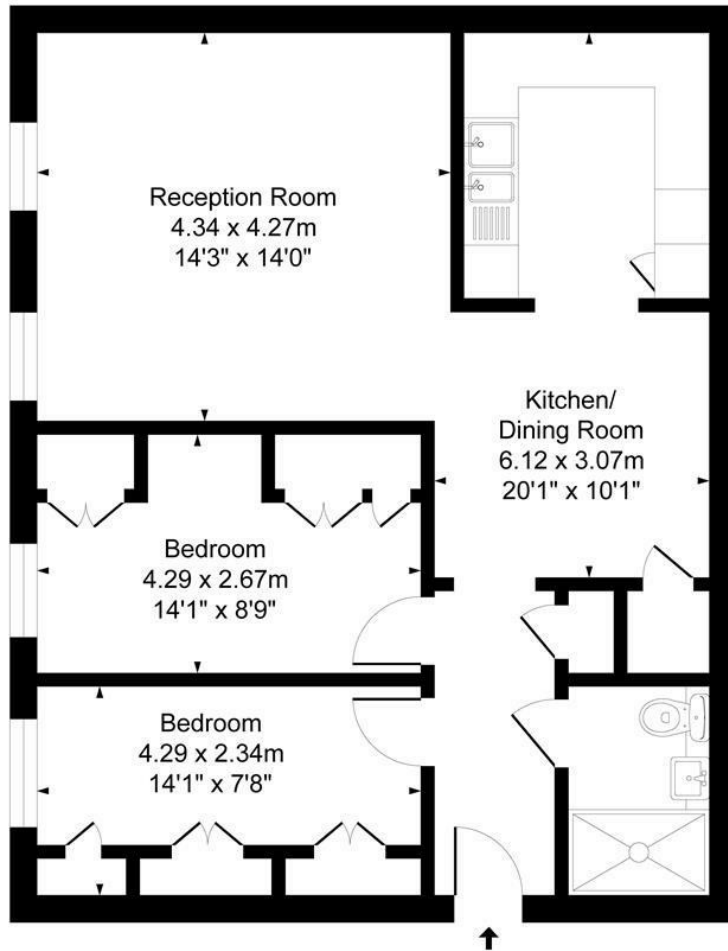 Reception Room
4.34 x 4.27m
14'3" x 14'0"
Kitchen/
Dining Room
6.12 x 3.07m
20'1" x 10'1"
Bedroom
4.29 x 2.67m
14'1" x 8'9"
Bedroom
4.29 x 2.34m
14'1" x 7'8"